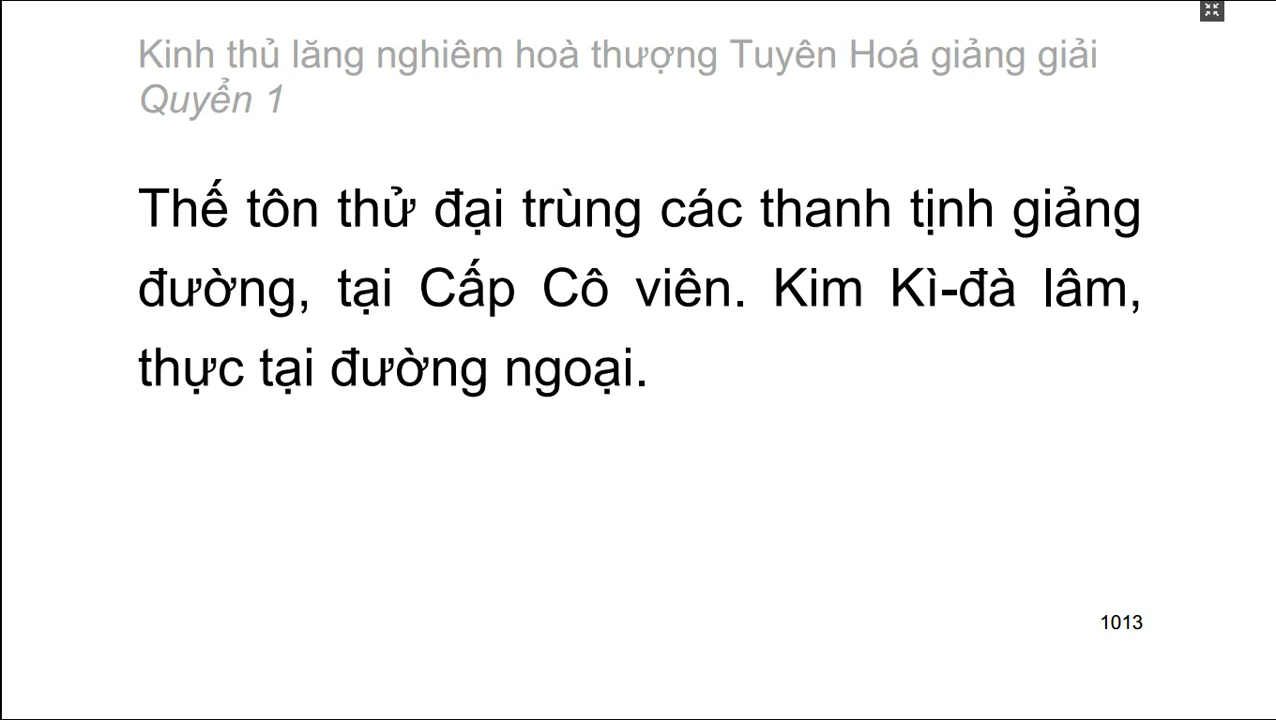 Kinh thủ lăng nghiêm hoà thượng Tuyên Hoá giảng giải
Quyển 1
Thế tôn thử đại trùng các thanh tịnh giảng
đường, tại Cấp Cô viên. Kim Kì-đà lâm,
thực tại đường ngoại.
1013